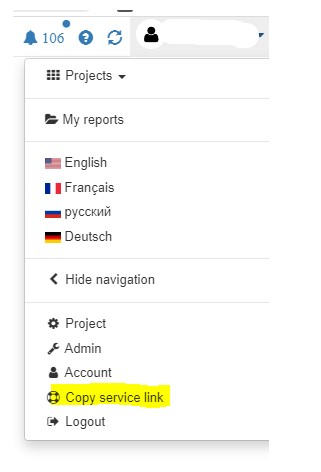 106
Projects
My reports
English
Français
русский
Deutsch
Hide navigation
Project
Admin
Account
Copy service link
Logout